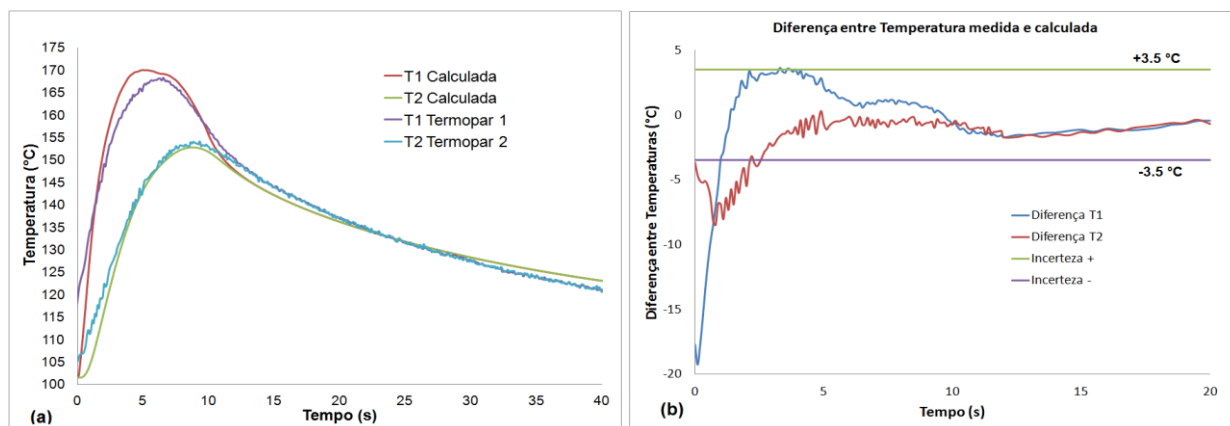 175
170
165
160
155
150
145
140
135
130
125
120
115
110
105
100
Temperatura (°C)
T1 Calculada
T2 Calculada
T1 Termopar 1
T2 Termopar 2
0 5 10 15 20 25 30 35 40
Tempo (s)
(a)
Diferença entre Temperatura medida e calculada
5
0
-5
-10
-15
-20
Diferença entre Temperaturas (°C)
+3.5 °C
-3.5 °C
Diferença T1
Diferença T2
Incerteza +
Incerteza -
0 5 10 15 20
Tempo (s)
(b)